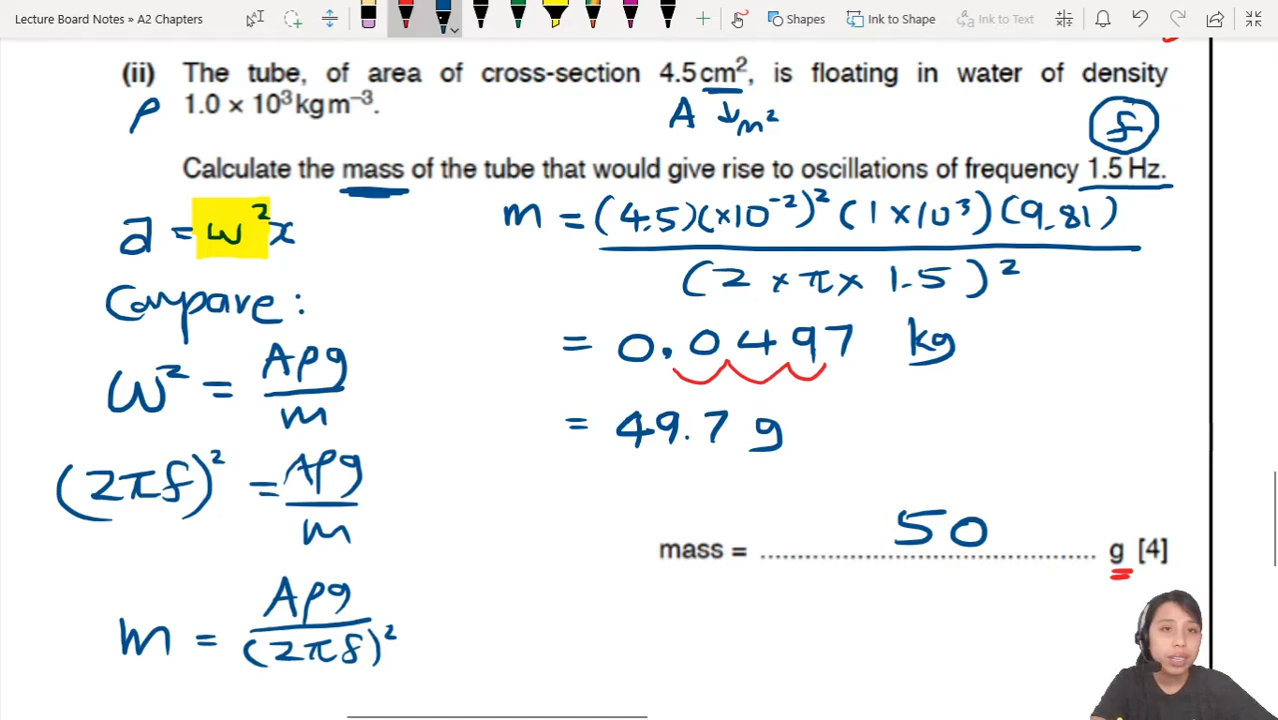 Lecture Board Notes » A2 Chapters
Shapes
Ink to Shape
Ink to Text
(ii) The tube, of area of cross-section 4.5 cm², is floating in water of density
1.0 × 10³ kg m⁻³.
ρ
A ↓ m²
f
Calculate the mass of the tube that would give rise to oscillations of frequency 1.5 Hz.
a = ω²x
Compare:
ω² = Aρg / m
(2πf)² = Aρg / m
m = Aρg / (2πf)²
m = (4.5)(×10⁻²)² (1×10³)(9.81) / (2 × π × 1.5)²
= 0.0497 kg
= 49.7 g
50
mass = ........................................ g [4]